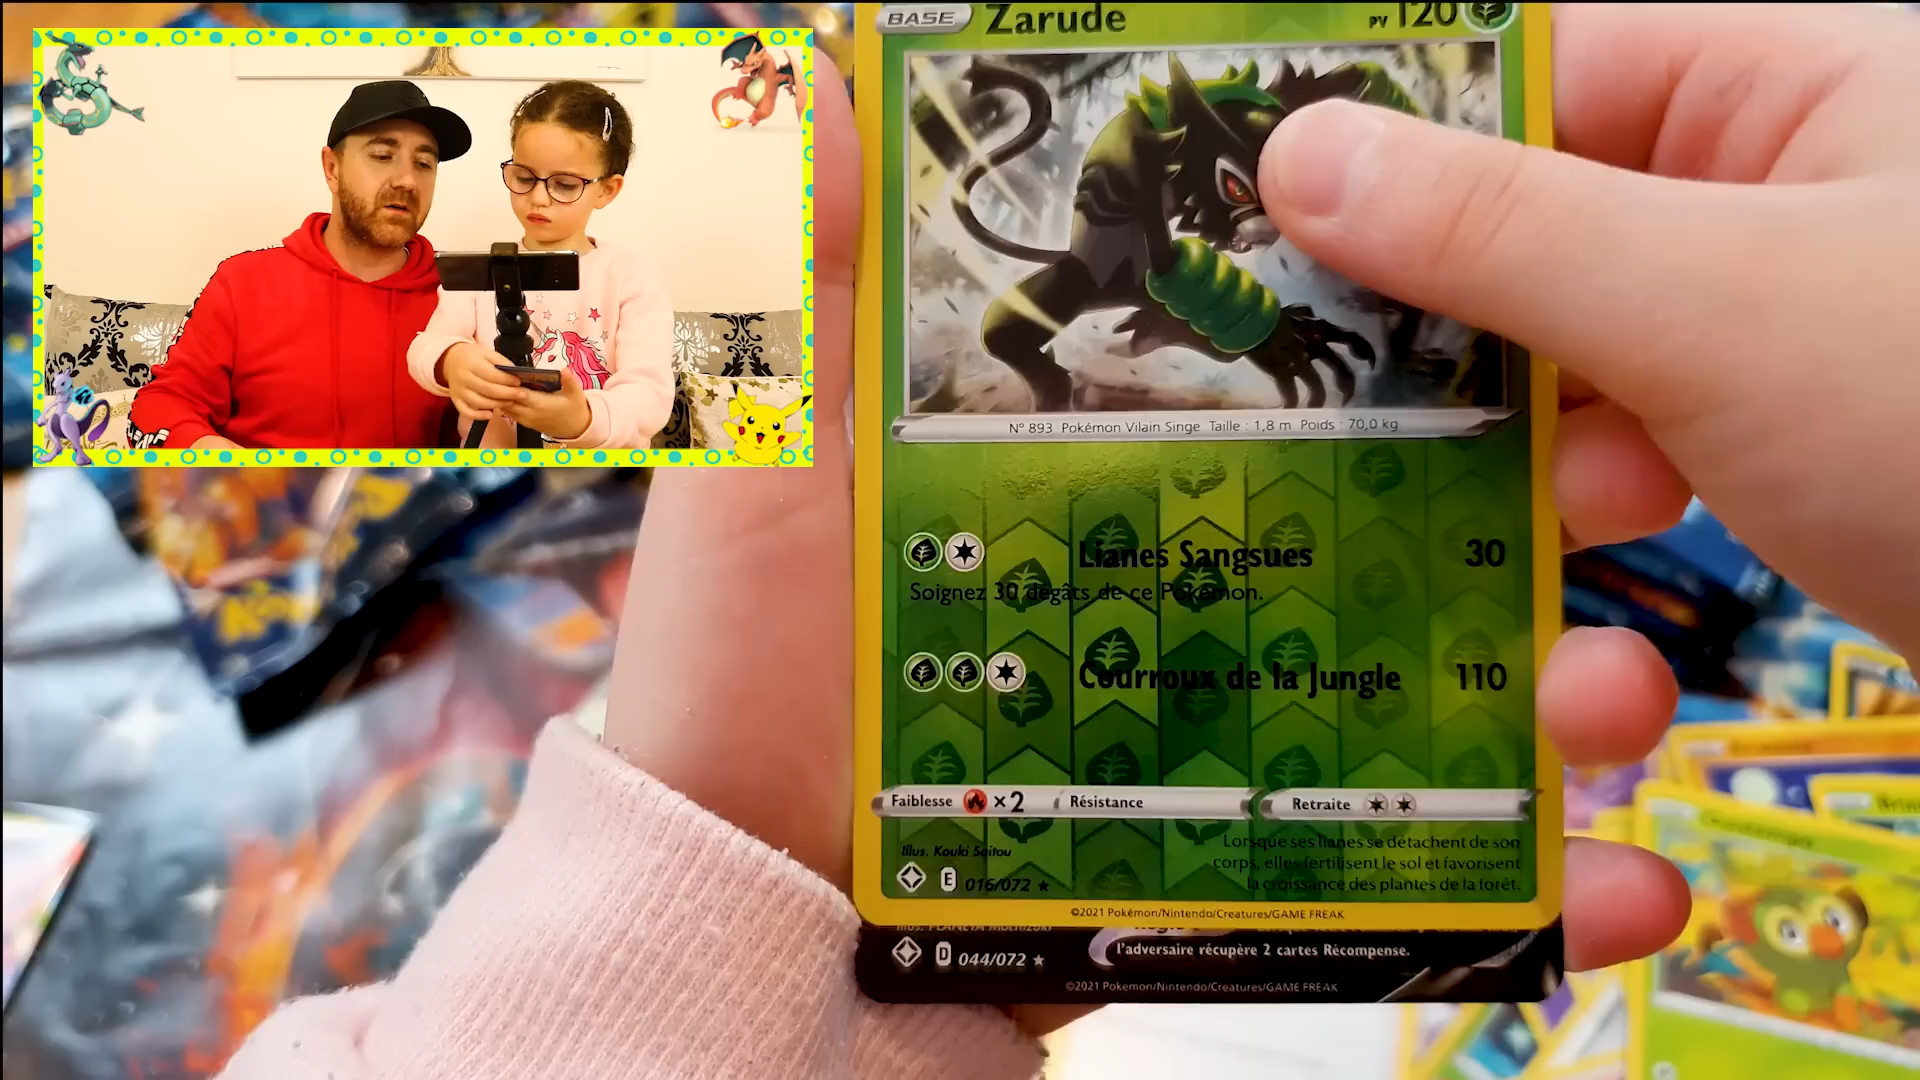 BASE Zarude PV 120
N° 893 Pokémon Vilain Singe Taille : 1,8 m Poids : 70,0 kg
Lianes Sangsues 30
Soignez 30 dégâts de ce Pokémon.
Courroux de la Jungle 110
Faiblesse ×2 Résistance Retraite
Lorsque ses lianes se détachent de son
corps, elles fertilisent le sol et favorisent
la croissance des plantes de la forêt.
Illus. Kouki Saitou
E 016/072
©2021 Pokémon/Nintendo/Creatures/GAME FREAK
l'adversaire récupère 2 cartes Récompense.
D 044/072
©2021 Pokémon/Nintendo/Creatures/GAME FREAK